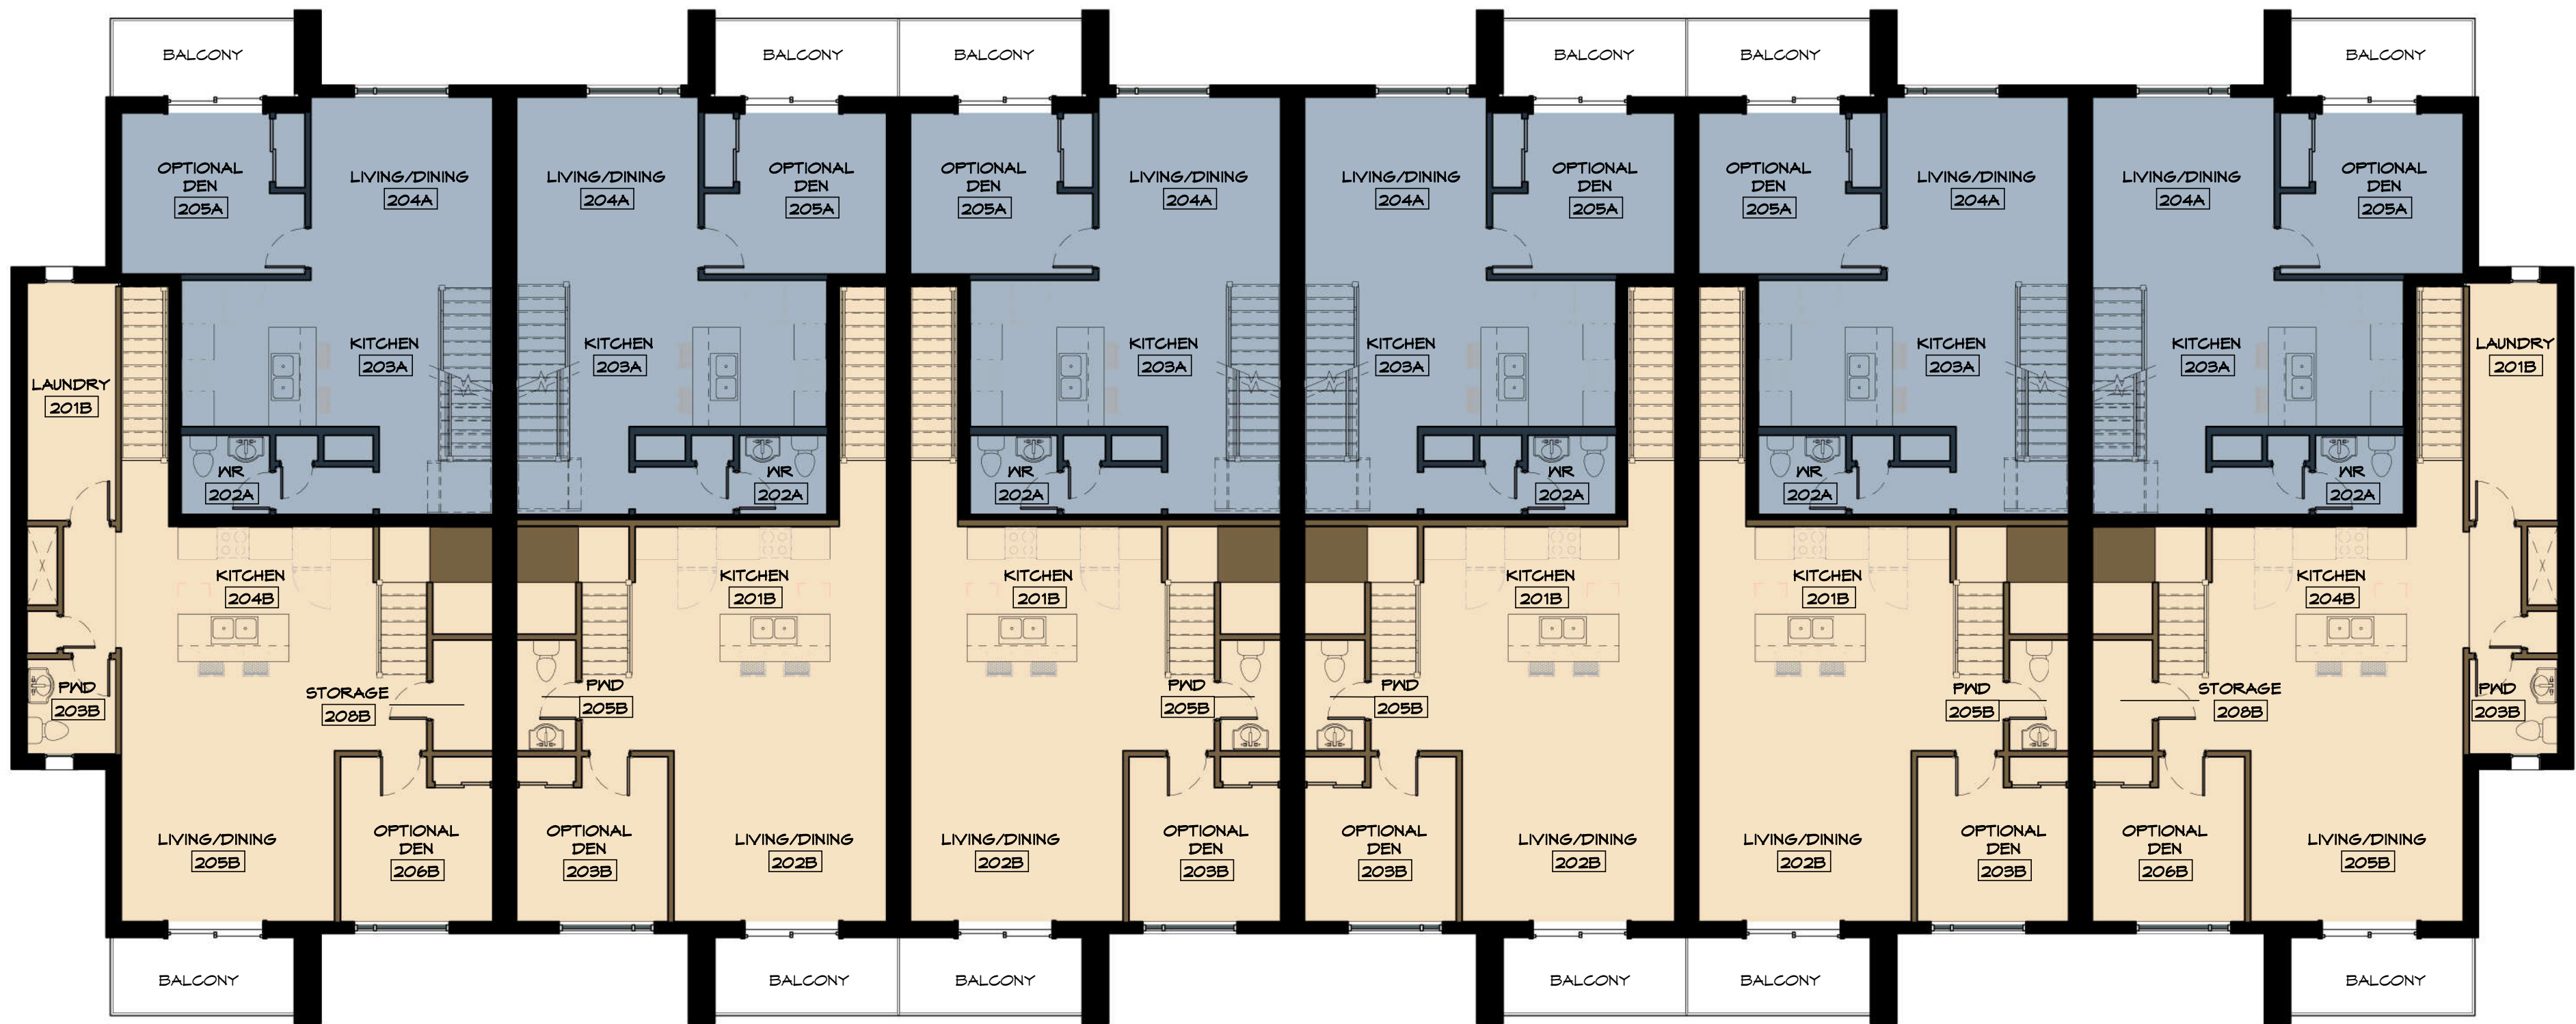 BALCONY
BALCONY
BALCONY
BALCONY
BALCONY
BALCONY
OPTIONAL
DEN
205A
LIVING/DINING
204A
LIVING/DINING
204A
OPTIONAL
DEN
205A
OPTIONAL
DEN
205A
LIVING/DINING
204A
LIVING/DINING
204A
OPTIONAL
DEN
205A
OPTIONAL
DEN
205A
LIVING/DINING
204A
LIVING/DINING
204A
OPTIONAL
DEN
205A
LAUNDRY
201B
KITCHEN
203A
KITCHEN
203A
KITCHEN
203A
KITCHEN
203A
KITCHEN
203A
KITCHEN
203A
LAUNDRY
201B
WR
202A
WR
202A
WR
202A
WR
202A
WR
202A
WR
202A
KITCHEN
204B
KITCHEN
201B
KITCHEN
201B
KITCHEN
201B
KITCHEN
201B
KITCHEN
204B
PWD
203B
STORAGE
208B
PWD
205B
PWD
205B
PWD
205B
PWD
205B
STORAGE
208B
PWD
203B
LIVING/DINING
205B
OPTIONAL
DEN
206B
OPTIONAL
DEN
203B
LIVING/DINING
202B
LIVING/DINING
202B
OPTIONAL
DEN
203B
OPTIONAL
DEN
203B
LIVING/DINING
202B
LIVING/DINING
202B
OPTIONAL
DEN
203B
OPTIONAL
DEN
206B
LIVING/DINING
205B
BALCONY
BALCONY
BALCONY
BALCONY
BALCONY
BALCONY